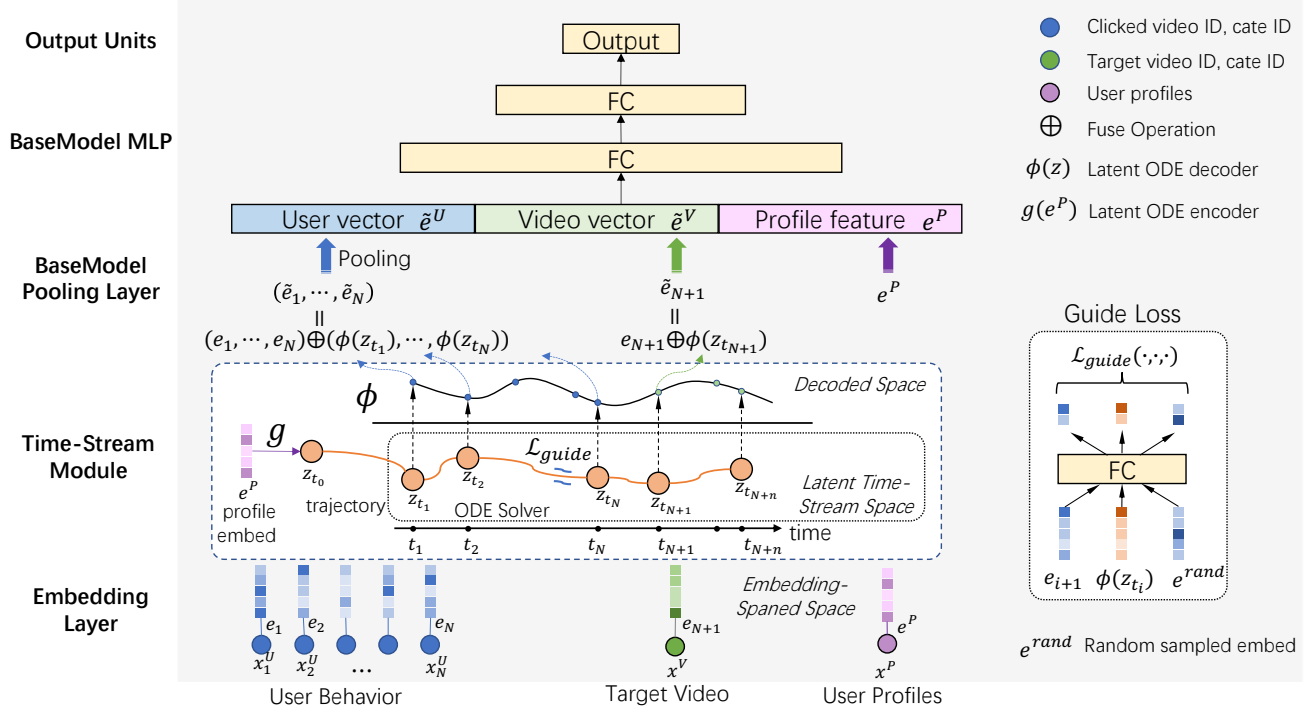 Output Units
Output
Clicked video ID, cate ID
Target video ID, cate ID
User profiles
⊕ Fuse Operation
ϕ(z) Latent ODE decoder
g(e^P) Latent ODE encoder
FC
BaseModel MLP
FC
User vector ẽ^U
Video vector ẽ^V
Profile feature e^P
BaseModel
Pooling Layer
Pooling
(ẽ_1, ⋯, ẽ_N)
ẽ_{N+1}
e^P
=
=
(e_1, ⋯, e_N)⊕(ϕ(z_{t_1}), ⋯, ϕ(z_{t_N}))
e_{N+1}⊕ϕ(z_{t_{N+1}})
Time-Stream
Module
Decoded Space
ϕ
g
e^P
profile
embed
z_{t_0}
trajectory
z_{t_1}
z_{t_2}
ℒ_{guide}
z_{t_N}
z_{t_{N+1}}
z_{t_{N+n}}
ODE Solver
Latent Time-
Stream Space
time
t_1
t_2
t_N
t_{N+1}
t_{N+n}
Embedding
Layer
Embedding-
Spaned Space
e_1
e_2
e_N
e_{N+1}
e^P
x_1^U
x_2^U
...
x_N^U
x^V
x^P
User Behavior
Target Video
User Profiles
Guide Loss
ℒ_{guide}(·,·,·)
FC
e_{i+1}
ϕ(z_{t_i})
e^{rand}
e^{rand} Random sampled embed